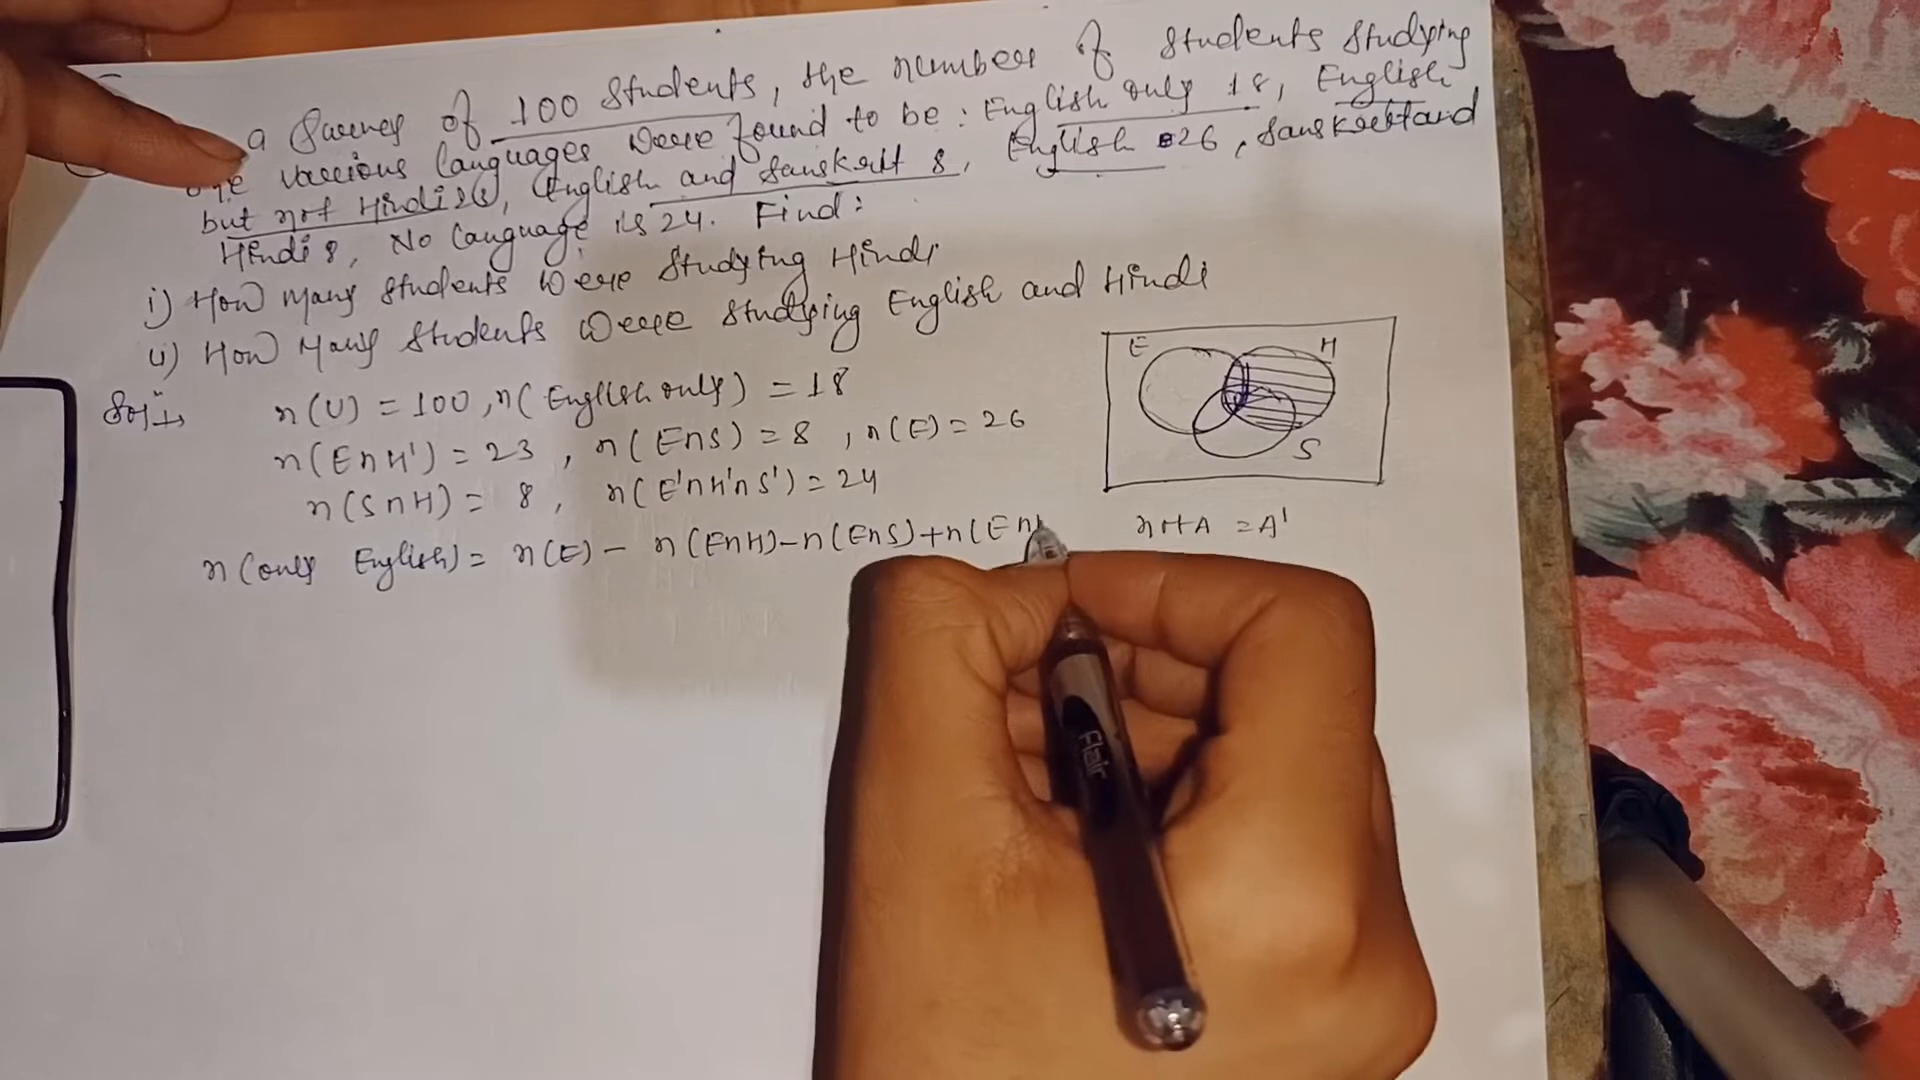 a Survey of 100 Students, the number of students studying
the various languages were found to be: English only 18, English
but not Hindi 23, English and Sanskrit 8, English 26, Sanskrit and
Hindi 8, No language is 24. Find:
i) How Many students were studying Hindi
ii) How Many students were studying English and Hindi
Solⁿ
n(U) = 100, n(English only) = 18
n(E∩H') = 23, n(E∩S) = 8, n(E) = 26
n(S∩H) = 8, n(E'∩H'∩S') = 24
n(only English) = n(E) - n(E∩H) - n(E∩S) + n(E∩
E
H
S
n+A = A'
Flair